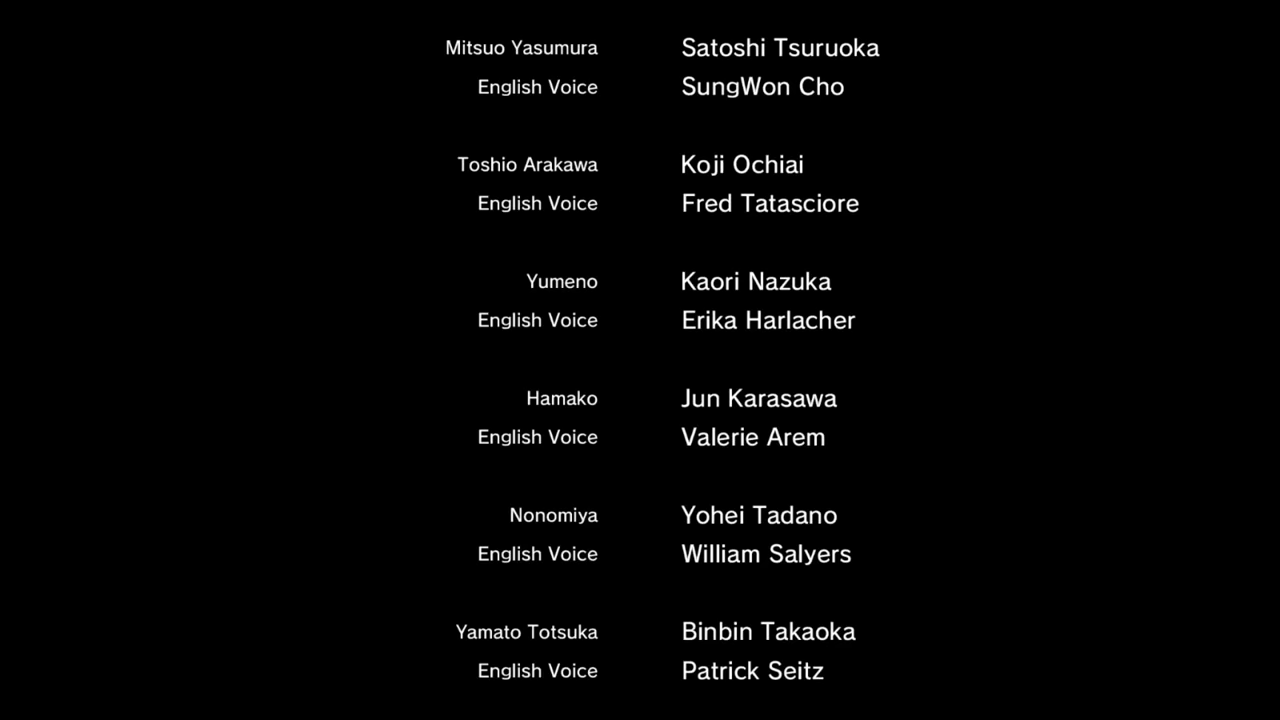 Mitsuo Yasumura Satoshi Tsuruoka
English Voice SungWon Cho
Toshio Arakawa Koji Ochiai
English Voice Fred Tatasciore
Yumeno Kaori Nazuka
English Voice Erika Harlacher
Hamako Jun Karasawa
English Voice Valerie Arem
Nonomiya Yohei Tadano
English Voice William Salyers
Yamato Totsuka Binbin Takaoka
English Voice Patrick Seitz